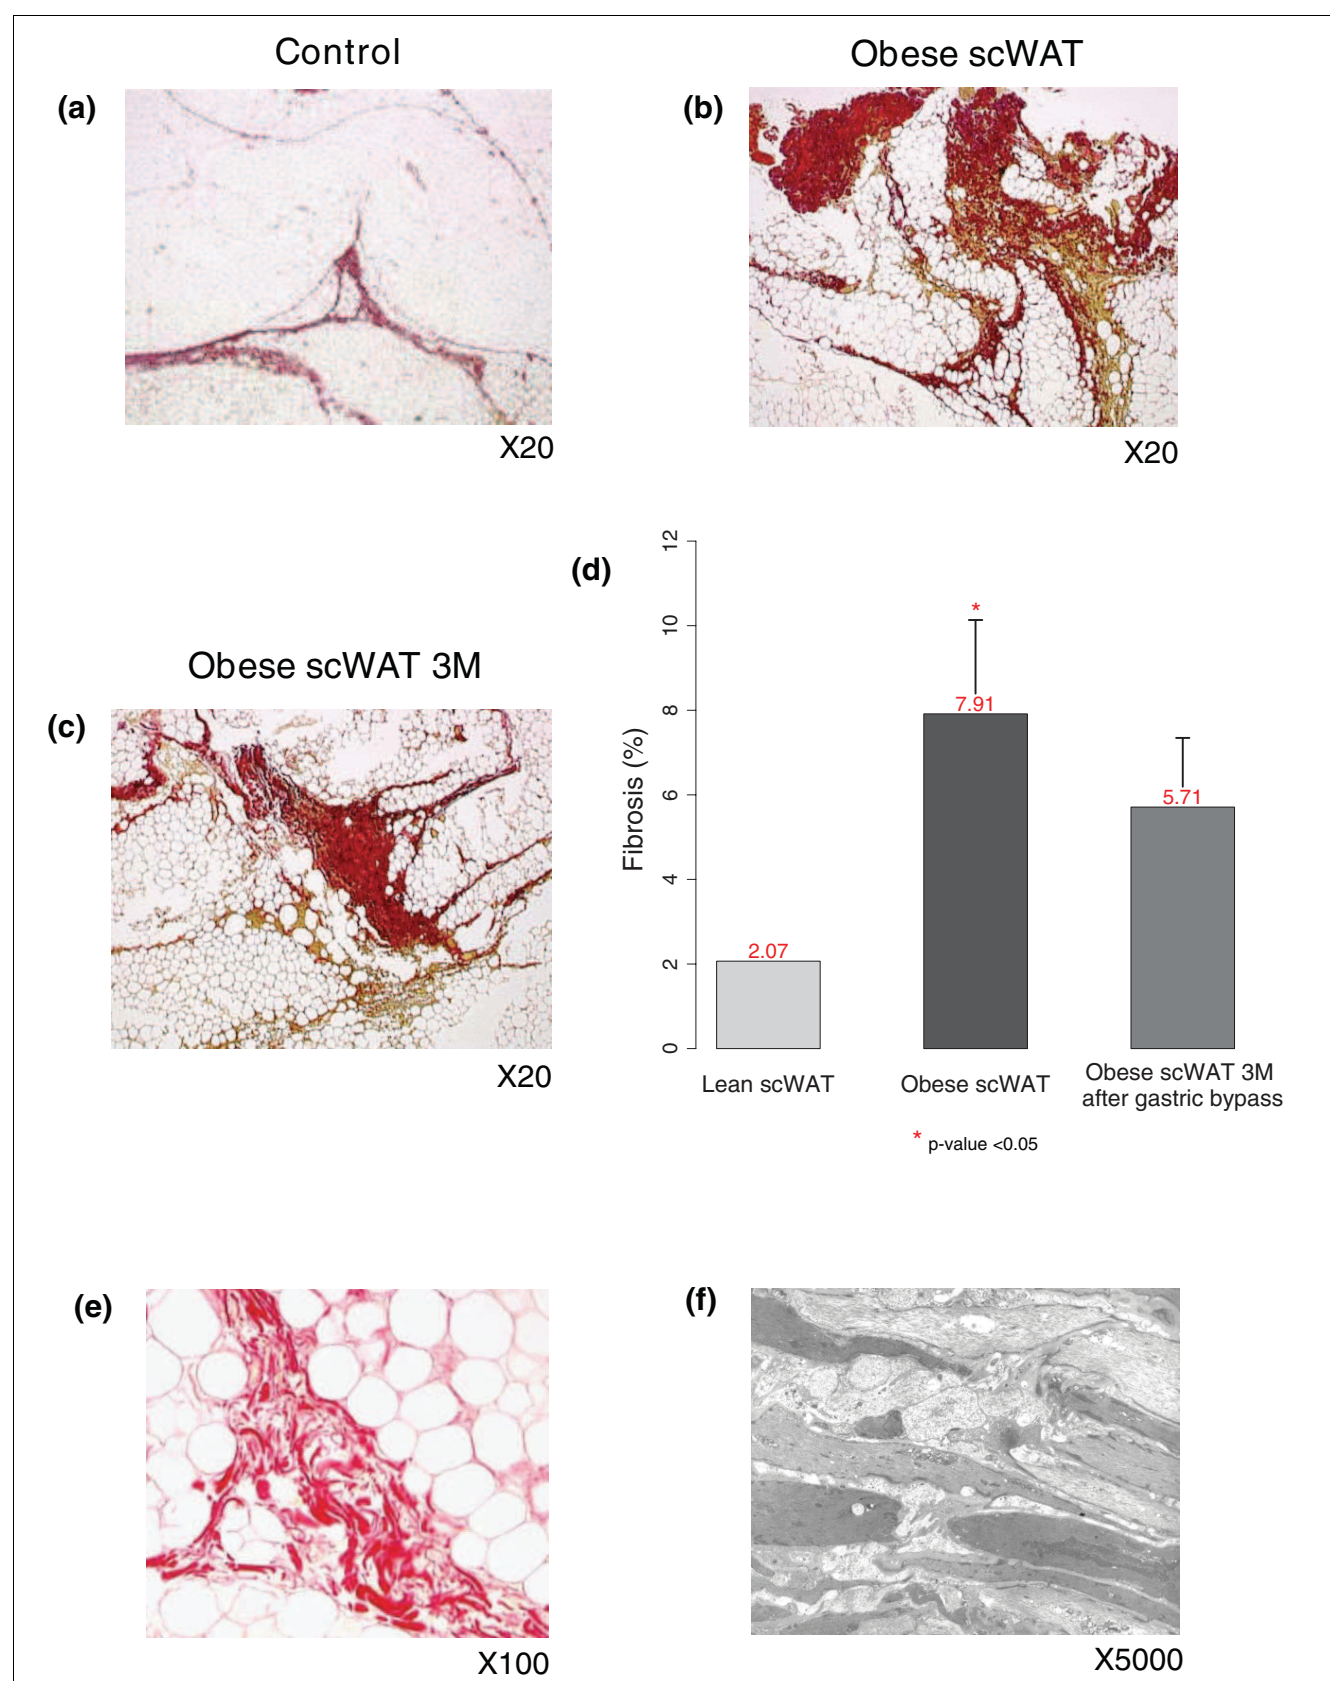 Control
Obese scWAT
(a)
(b)
X20
X20
Obese scWAT 3M
(c)
X20
(d)
Fibrosis (%)
12
10
8
6
4
2
0
*
7.91
5.71
2.07
Lean scWAT
Obese scWAT
Obese scWAT 3M
after gastric bypass
* p-value <0.05
(e)
(f)
X100
X5000